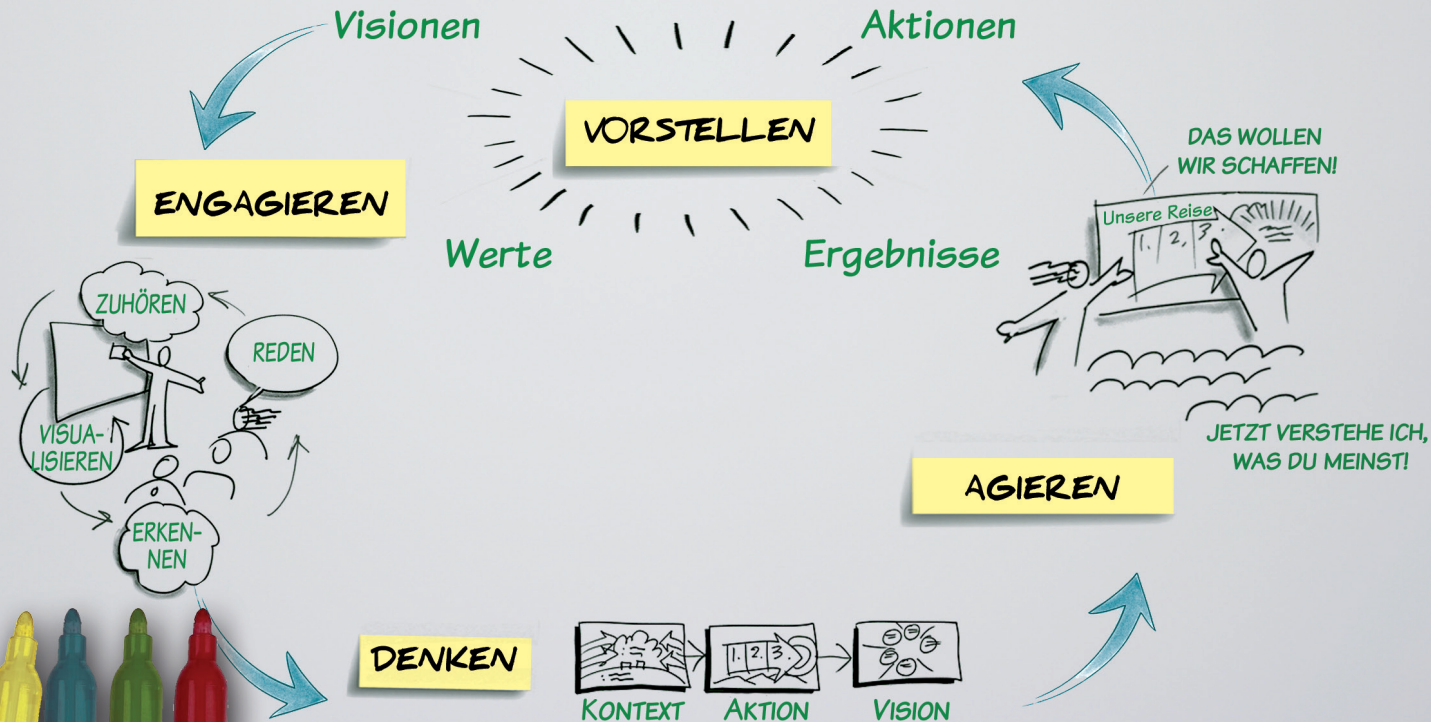 Visionen
Aktionen
VORSTELLEN
Werte
Ergebnisse
ENGAGIEREN
ZUHÖREN
REDEN
VISUA-
LISIEREN
ERKEN-
NEN
DENKEN
1. 2. 3.
KONTEXT
AKTION
VISION
AGIEREN
DAS WOLLEN
WIR SCHAFFEN!
Unsere Reise
1. 2. 3.
JETZT VERSTEHE ICH,
WAS DU MEINST!